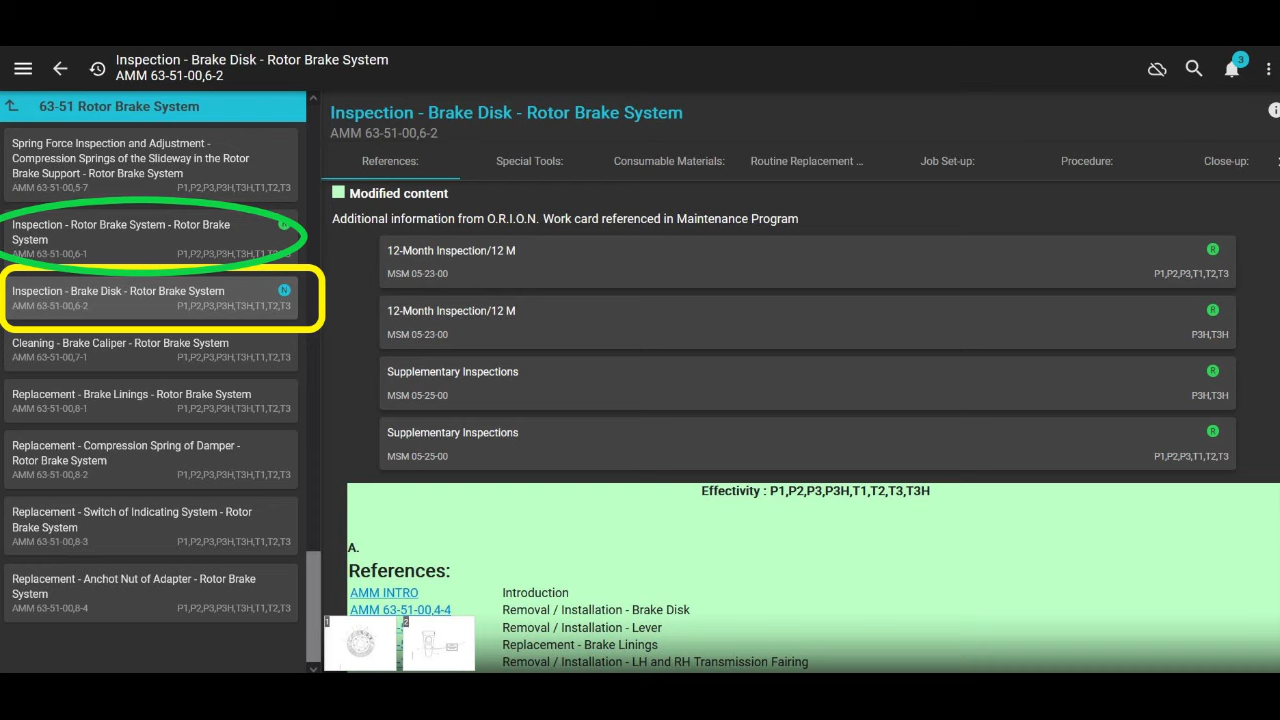 Inspection - Brake Disk - Rotor Brake System
AMM 63-51-00,6-2
3
63-51 Rotor Brake System
Spring Force Inspection and Adjustment -
Compression Springs of the Slideway in the Rotor
Brake Support - Rotor Brake System
AMM 63-51-00,5-7 P1,P2,P3,P3H,T3H,T1,T2,T3
Inspection - Rotor Brake System - Rotor Brake
System
AMM 63-51-00,6-1 P1,P2,P3,P3H,T3H,T1,T2,T3
Inspection - Brake Disk - Rotor Brake System N
AMM 63-51-00,6-2 P1,P2,P3,P3H,T3H,T1,T2,T3
Cleaning - Brake Caliper - Rotor Brake System
AMM 63-51-00,7-1 P1,P2,P3,P3H,T3H,T1,T2,T3
Replacement - Brake Linings - Rotor Brake System
AMM 63-51-00,8-1 P1,P2,P3,P3H,T3H,T1,T2,T3
Replacement - Compression Spring of Damper -
Rotor Brake System
AMM 63-51-00,8-2 P1,P2,P3,P3H,T3H,T1,T2,T3
Replacement - Switch of Indicating System - Rotor
Brake System
AMM 63-51-00,8-3 P1,P2,P3,P3H,T3H,T1,T2,T3
Replacement - Anchot Nut of Adapter - Rotor Brake
System
AMM 63-51-00,8-4 P1,P2,P3,P3H,T3H,T1,T2,T3
Inspection - Brake Disk - Rotor Brake System
AMM 63-51-00,6-2
References: Special Tools: Consumable Materials: Routine Replacement ... Job Set-up: Procedure: Close-up:
Modified content
Additional information from O.R.I.O.N. Work card referenced in Maintenance Program
12-Month Inspection/12 M R
MSM 05-23-00 P1,P2,P3,T1,T2,T3
12-Month Inspection/12 M R
MSM 05-23-00 P3H,T3H
Supplementary Inspections R
MSM 05-25-00 P3H,T3H
Supplementary Inspections R
MSM 05-25-00 P1,P2,P3,T1,T2,T3
Effectivity : P1,P2,P3,P3H,T1,T2,T3,T3H
A.
References:
AMM INTRO Introduction
AMM 63-51-00,4-4 Removal / Installation - Brake Disk
Removal / Installation - Lever
Replacement - Brake Linings
Removal / Installation - LH and RH Transmission Fairing
1 2